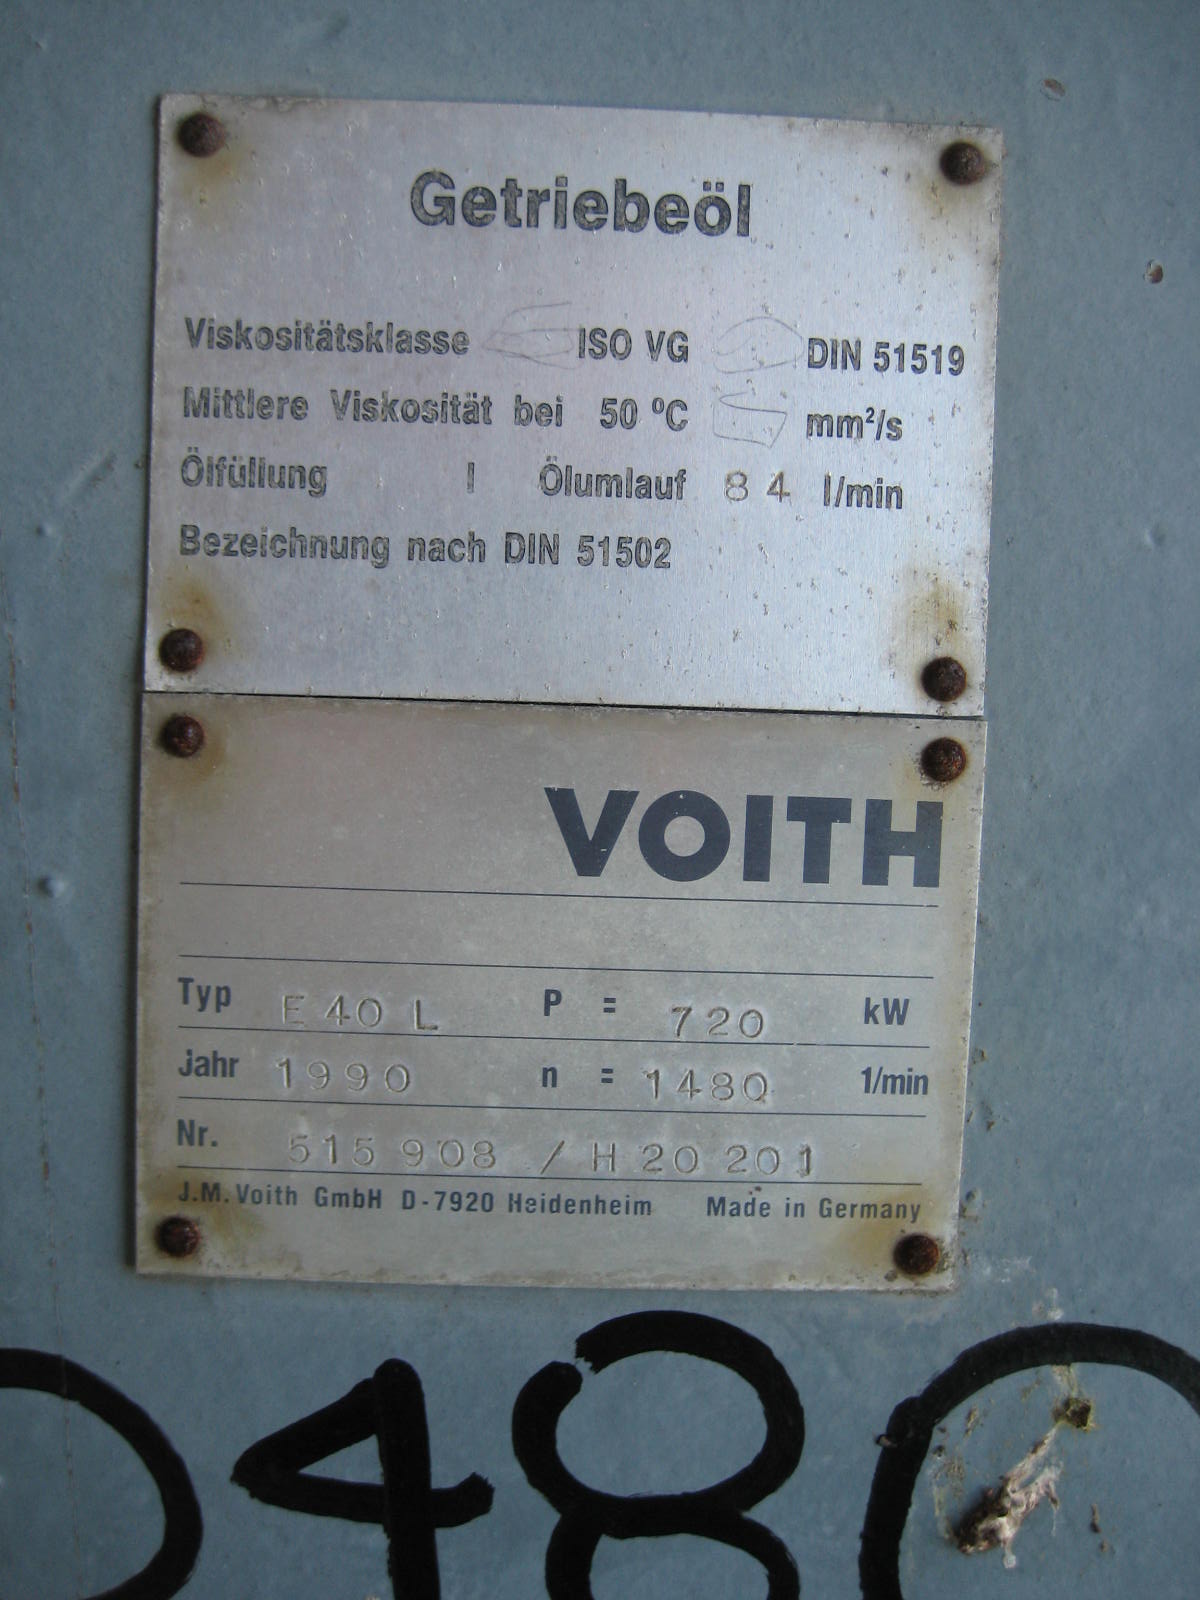 Getriebeöl
Viskositätsklasse ISO VG DIN 51519
Mittlere Viskosität bei 50 °C mm²/s
Ölfüllung l Ölumlauf 84 l/min
Bezeichnung nach DIN 51502
VOITH
Typ E 40 L P = 720 kW
Jahr 1990 n = 1480 1/min
Nr. 515 908 / H 20 201
J.M. Voith GmbH D-7920 Heidenheim Made in Germany
0480